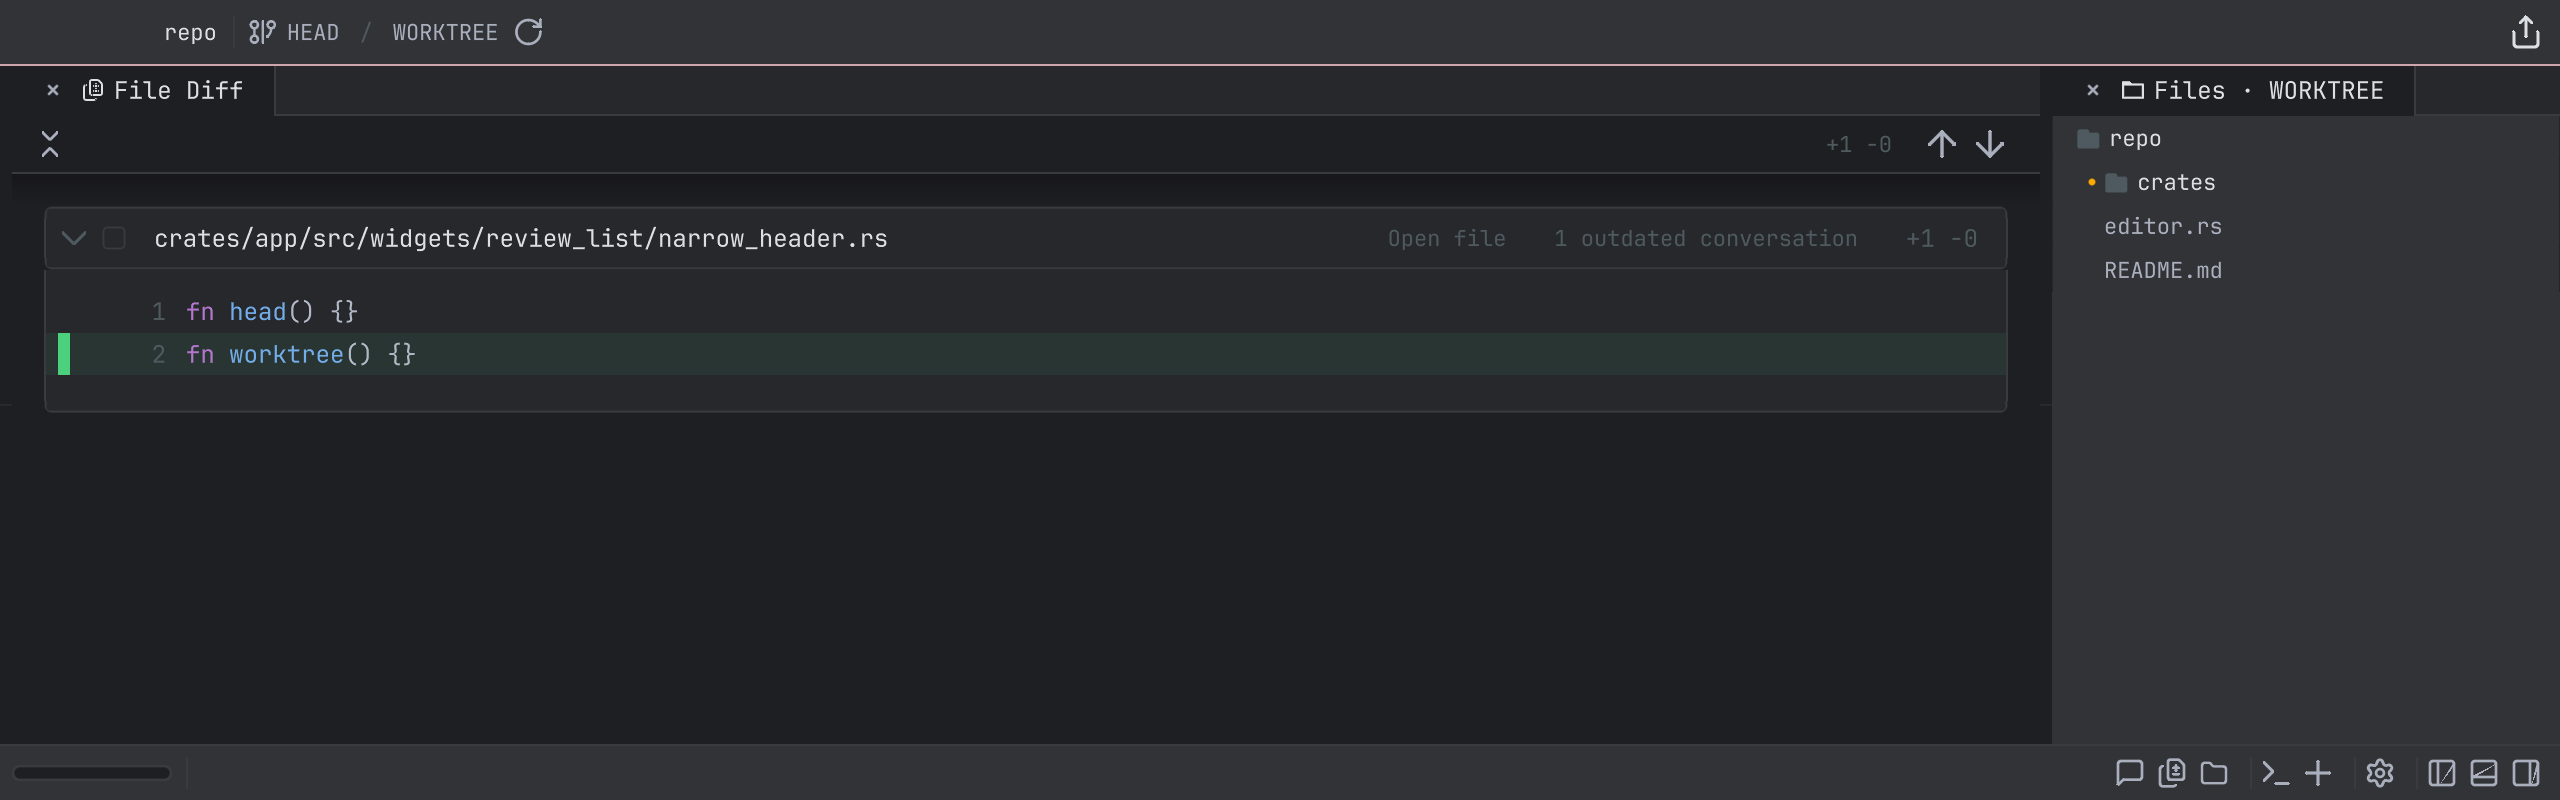 repo HEAD / WORKTREE
File Diff
+1 -0
crates/app/src/widgets/review_list/narrow_header.rs Open file 1 outdated conversation +1 -0
1 fn head() {}
2 fn worktree() {}
Files · WORKTREE
repo
crates
editor.rs
README.md